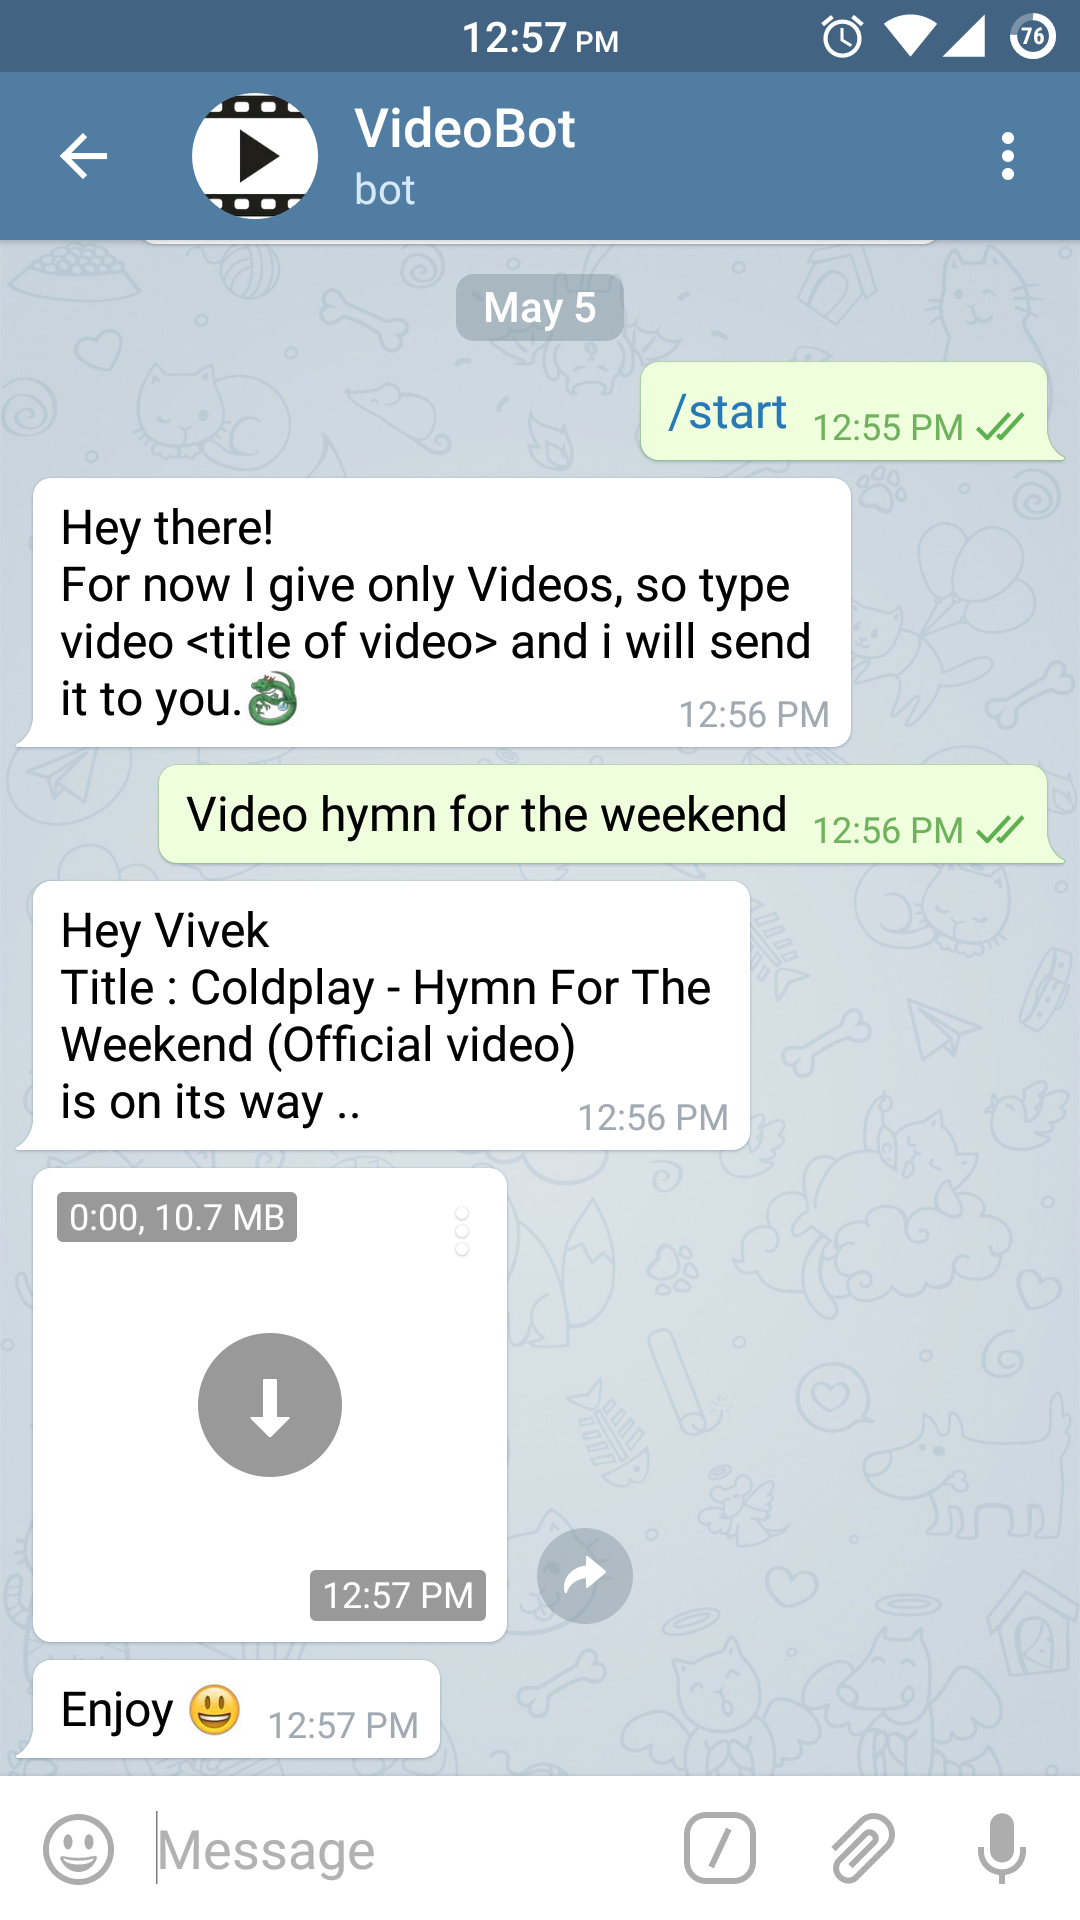 12:57 PM
76
VideoBot
bot
May 5
/start 12:55 PM
Hey there!
For now I give only Videos, so type
video <title of video> and i will send
it to you.🐉 12:56 PM
Video hymn for the weekend 12:56 PM
Hey Vivek
Title : Coldplay - Hymn For The
Weekend (Official video)
is on its way .. 12:56 PM
0:00, 10.7 MB
12:57 PM
Enjoy 😃 12:57 PM
Message